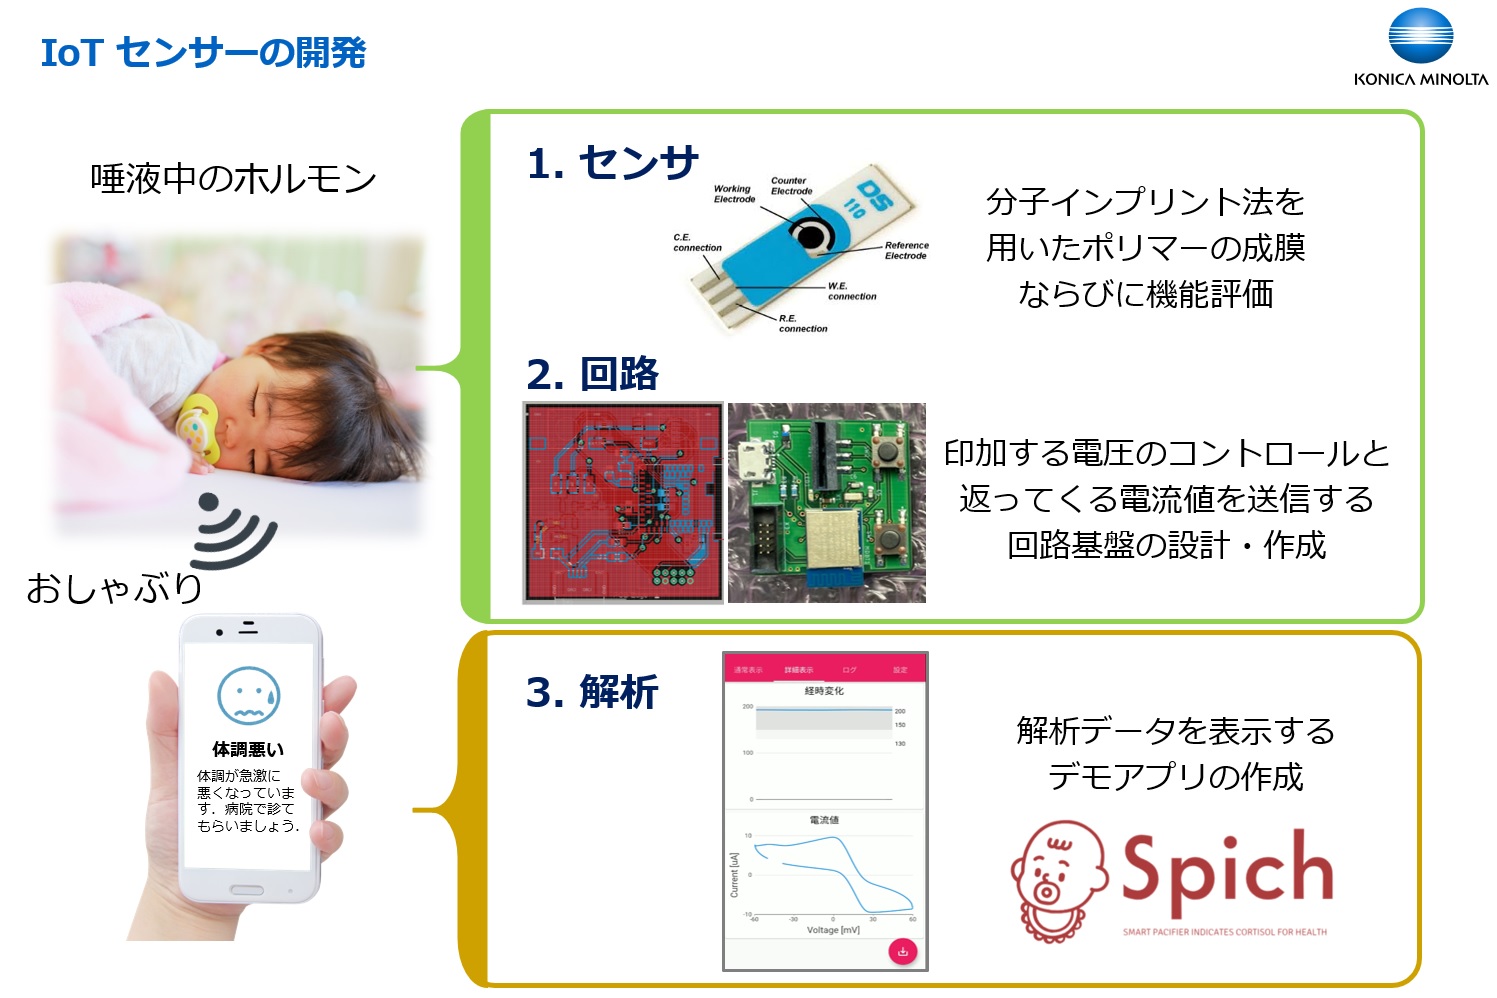 IoT センサーの開発
KONICA MINOLTA
唾液中のホルモン
おしゃぶり
体調悪い
体調が急激に
悪くなっていま
す．病院で診て
もらいましょう．
1. センサ
Working
Electrode
Counter
Electrode
DS
110
C.E.
connection
Reference
Electrode
W.E.
connection
R.E.
connection
分子インプリント法を
用いたポリマーの成膜
ならびに機能評価
2. 回路
印加する電圧のコントロールと
返ってくる電流値を送信する
回路基盤の設計・作成
3. 解析
通常表示 詳細表示 ログ 設定
経時変化
200
100
0
200
150
130
電流値
Current [uA]
10
0
-10
-60 -30 0 30 60
Voltage [mV]
解析データを表示する
デモアプリの作成
Spich
SMART PACIFIER INDICATES CORTISOL FOR HEALTH